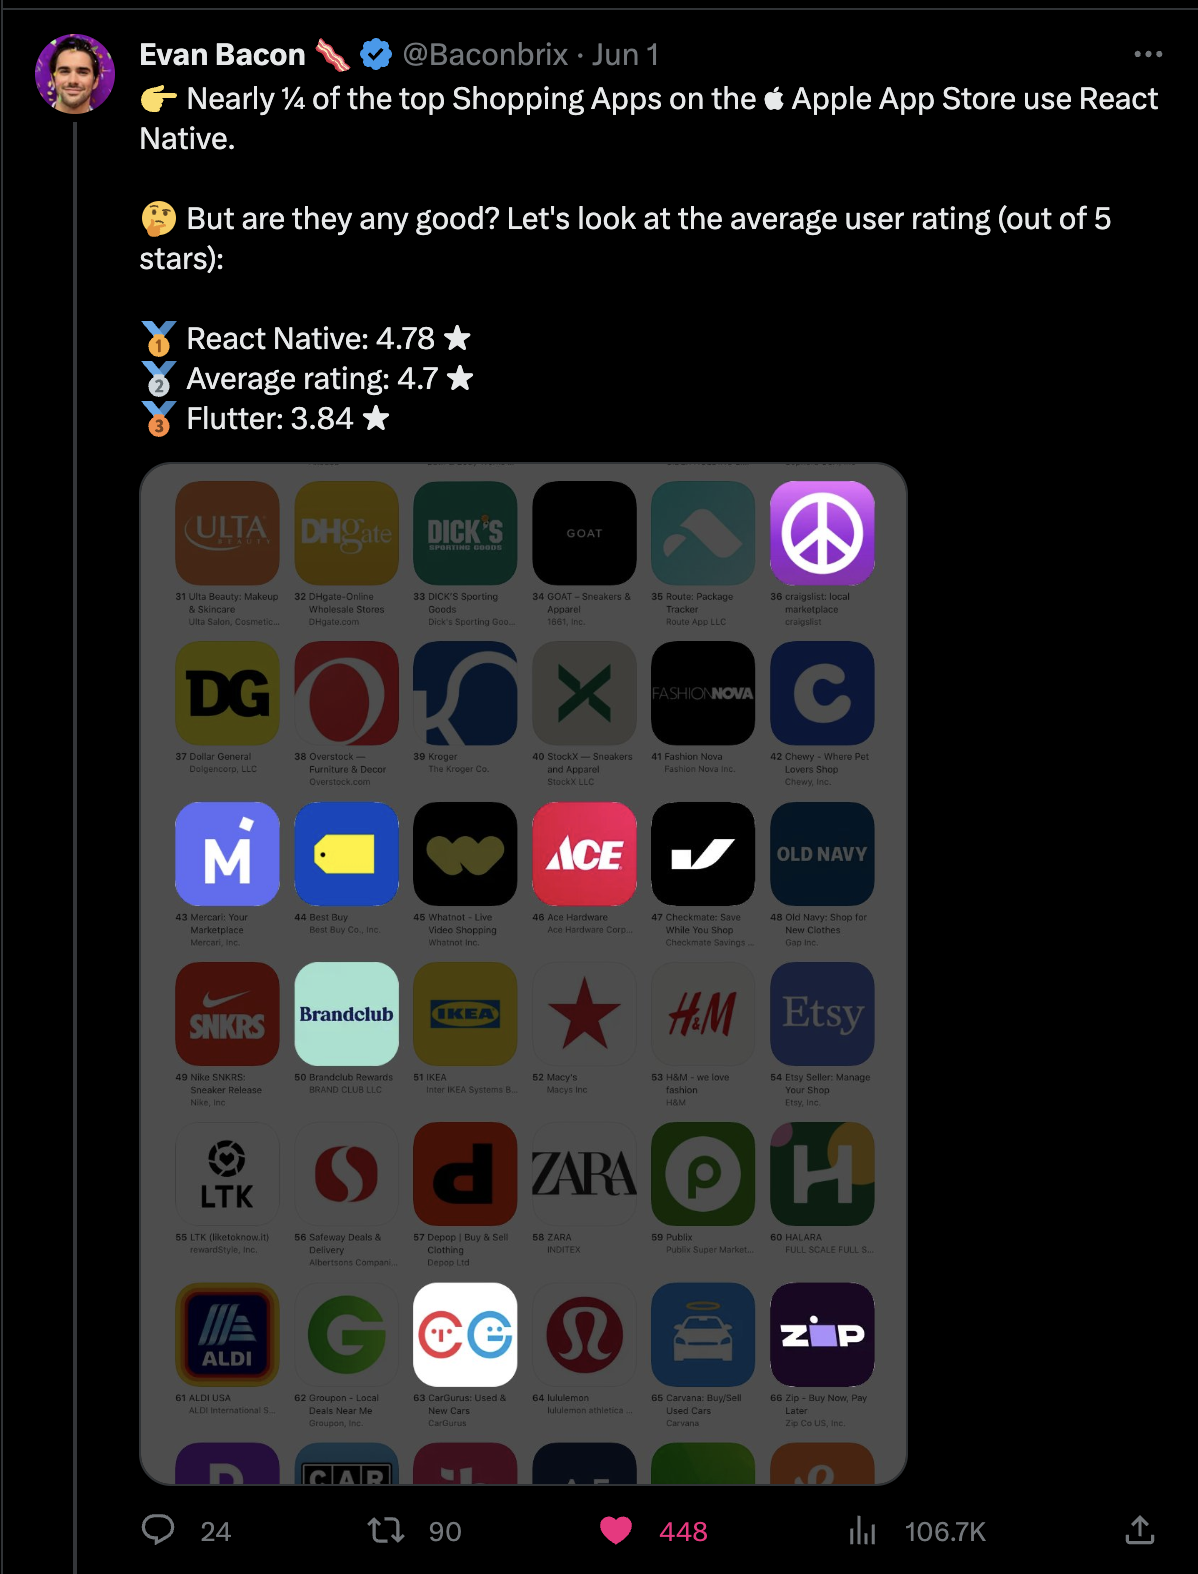 Evan Bacon 🥓 @Baconbrix · Jun 1
👉 Nearly ¼ of the top Shopping Apps on the  Apple App Store use React
Native.
🤔 But are they any good? Let's look at the average user rating (out of 5
stars):
🥇 React Native: 4.78 ★
🥈 Average rating: 4.7 ★
🥉 Flutter: 3.84 ★
ULTA
BEAUTY
DHgate
DICK'S
SPORTING GOODS
GOAT
31 Ulta Beauty: Makeup
& Skincare
Ulta Salon, Cosmetic...
32 DHgate-Online
Wholesale Stores
DHgate.com
33 DICK'S Sporting
Goods
Dick's Sporting Goo...
34 GOAT – Sneakers &
Apparel
1661, Inc.
35 Route: Package
Tracker
Route App LLC
36 craigslist: local
marketplace
craigslist
DG
FASHIONNOVA
C
37 Dollar General
Dolgencorp, LLC
38 Overstock —
Furniture & Decor
Overstock.com
39 Kroger
The Kroger Co.
40 StockX — Sneakers
and Apparel
StockX LLC
41 Fashion Nova
Fashion Nova Inc.
42 Chewy - Where Pet
Lovers Shop
Chewy, Inc.
M
ACE
OLD NAVY
43 Mercari: Your
Marketplace
Mercari, Inc.
44 Best Buy
Best Buy Co., Inc.
45 Whatnot - Live
Video Shopping
Whatnot Inc.
46 Ace Hardware
Ace Hardware Corp...
47 Checkmate: Save
While You Shop
Checkmate Savings ...
48 Old Navy: Shop for
New Clothes
Gap Inc.
SNKRS
Brandclub
IKEA
H&M
Etsy
49 Nike SNKRS:
Sneaker Release
Nike, Inc
50 Brandclub Rewards
BRAND CLUB LLC
51 IKEA
Inter IKEA Systems B...
52 Macy's
Macys Inc
53 H&M - we love
fashion
H&M
54 Etsy Seller: Manage
Your Shop
Etsy, Inc.
LTK
d
ZARA
p
H
55 LTK (liketoknow.it)
rewardStyle, Inc.
56 Safeway Deals &
Delivery
Albertsons Compani...
57 Depop | Buy & Sell
Clothing
Depop Ltd
58 ZARA
INDITEX
59 Publix
Publix Super Market...
60 HALARA
FULL SCALE FULL S...
ALDI
G
CG
ZIP
61 ALDI USA
ALDI International S...
62 Groupon - Local
Deals Near Me
Groupon, Inc.
63 CarGurus: Used &
New Cars
CarGurus
64 lululemon
lululemon athletica ...
65 Carvana: Buy/Sell
Used Cars
Carvana
66 Zip - Buy Now, Pay
Later
Zip Co US, Inc.
CAR
24
90
448
106.7K